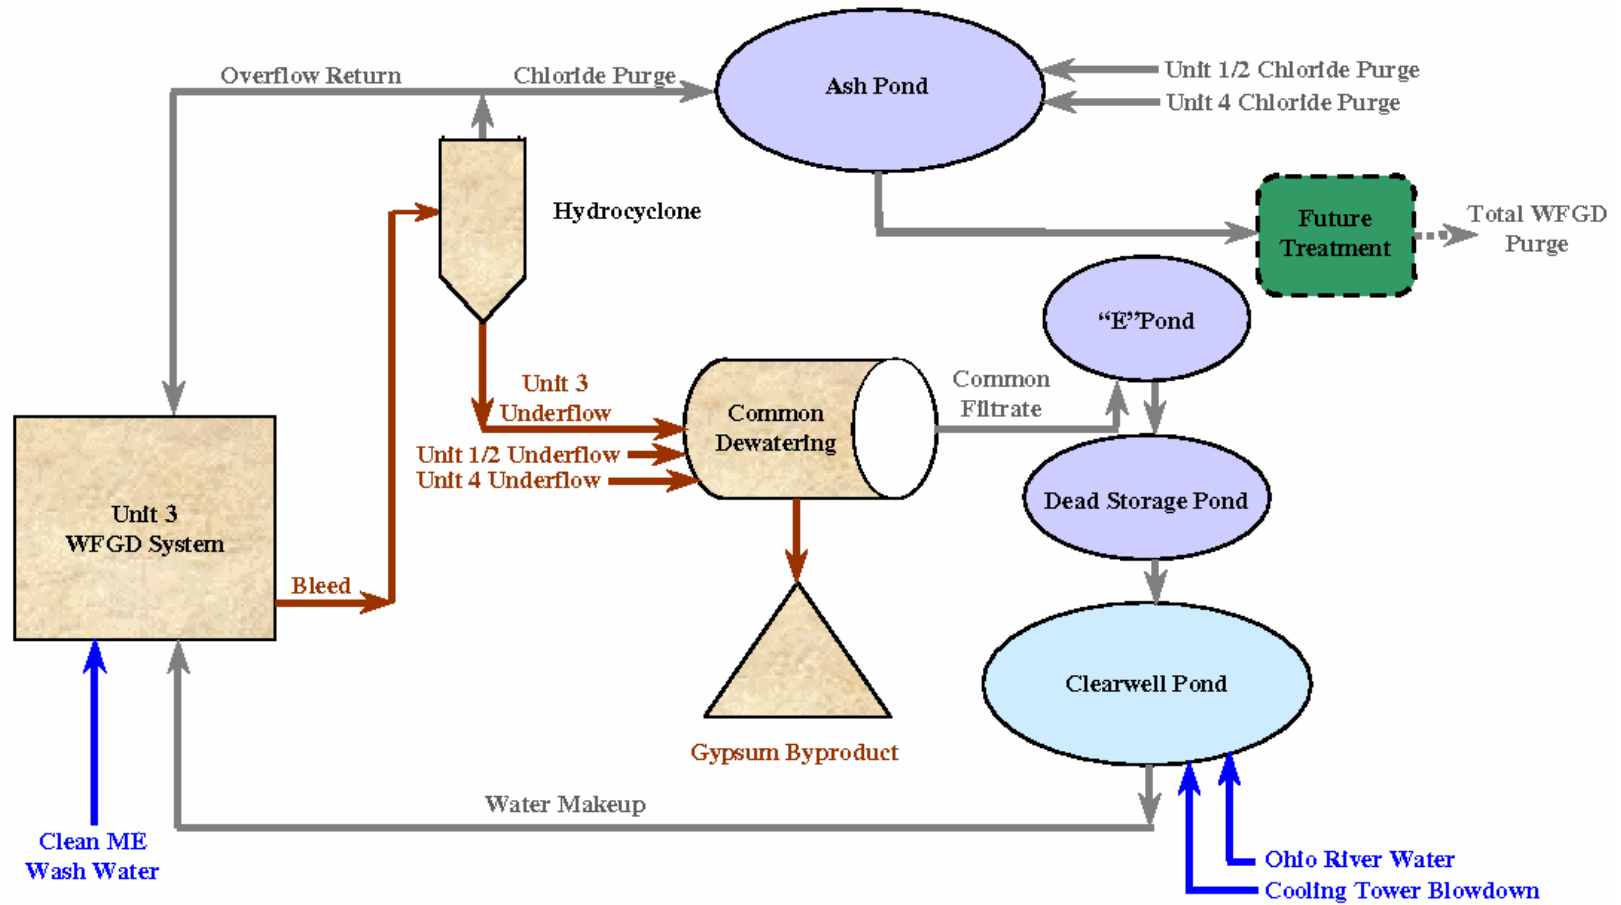 Overflow Return
Chloride Purge
Ash Pond
Unit 1/2 Chloride Purge
Unit 4 Chloride Purge
Hydrocyclone
Future
Treatment
Total WFGD
Purge
“E”Pond
Unit 3
Underflow
Unit 1/2 Underflow
Unit 4 Underflow
Common
Dewatering
Common
Filtrate
Dead Storage Pond
Unit 3
WFGD System
Bleed
Clearwell Pond
Gypsum Byproduct
Water Makeup
Clean ME
Wash Water
Ohio River Water
Cooling Tower Blowdown